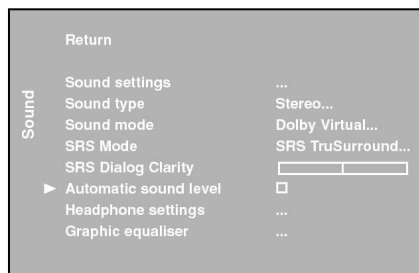 Return
Sound
Sound settings ...
Sound type Stereo...
Sound mode Dolby Virtual...
SRS Mode SRS TruSurround...
SRS Dialog Clarity
Automatic sound level
Headphone settings ...
Graphic equaliser ...